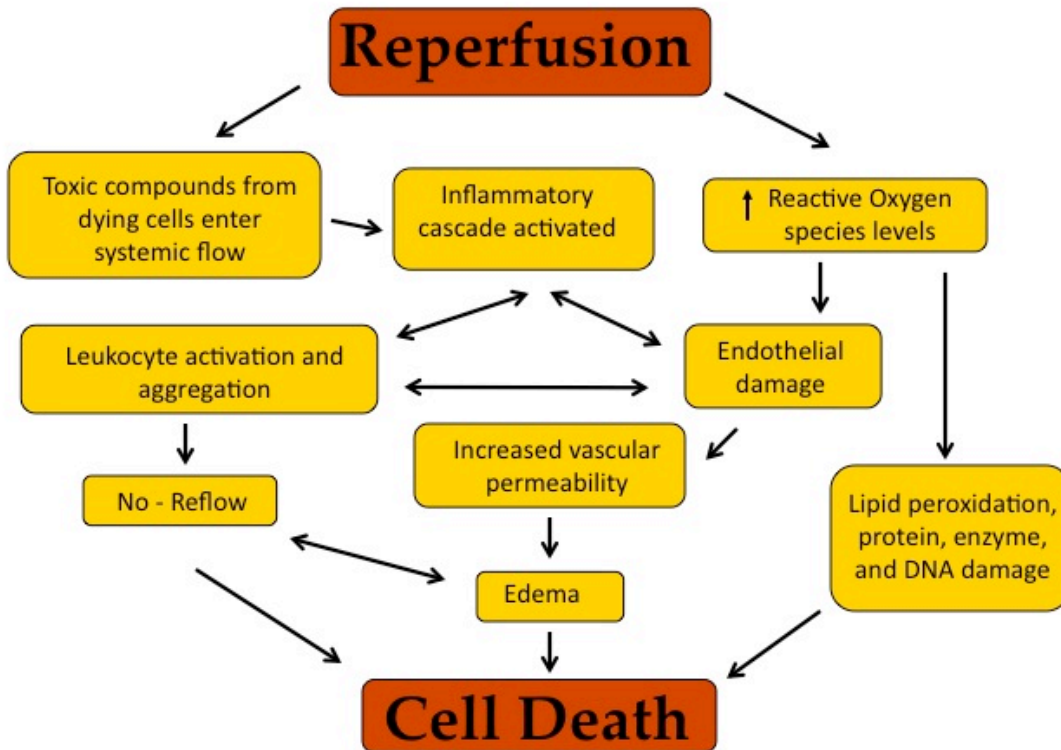 Reperfusion
Toxic compounds from
dying cells enter
systemic flow
Inflammatory
cascade activated
Reactive Oxygen
species levels
Leukocyte activation and
aggregation
Endothelial
damage
Increased vascular
permeability
No - Reflow
Lipid peroxidation,
protein, enzyme,
and DNA damage
Edema
Cell Death